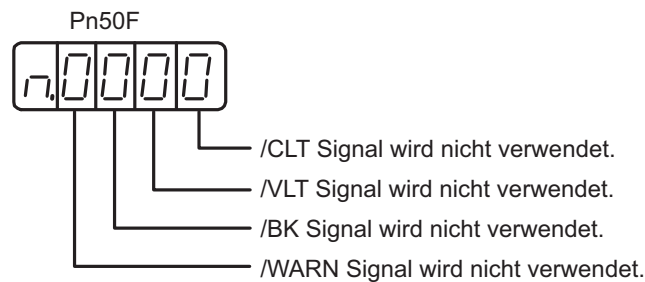 Pn50F
n.0000
/CLT Signal wird nicht verwendet.
/VLT Signal wird nicht verwendet.
/BK Signal wird nicht verwendet.
/WARN Signal wird nicht verwendet.